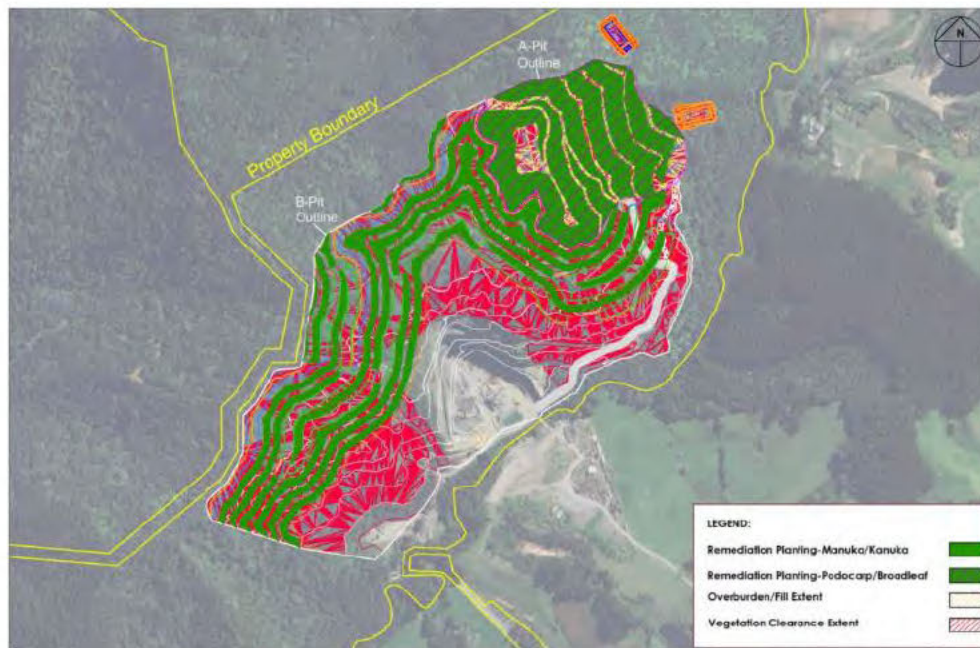 N
A-Pit
Outline
Property Boundary
B-Pit
Outline
LEGEND:
Remediation Planting-Manuka/Kanuka
Remediation Planting-Podocarp/Broadleaf
Overburden/Fill Extent
Vegetation Clearance Extent